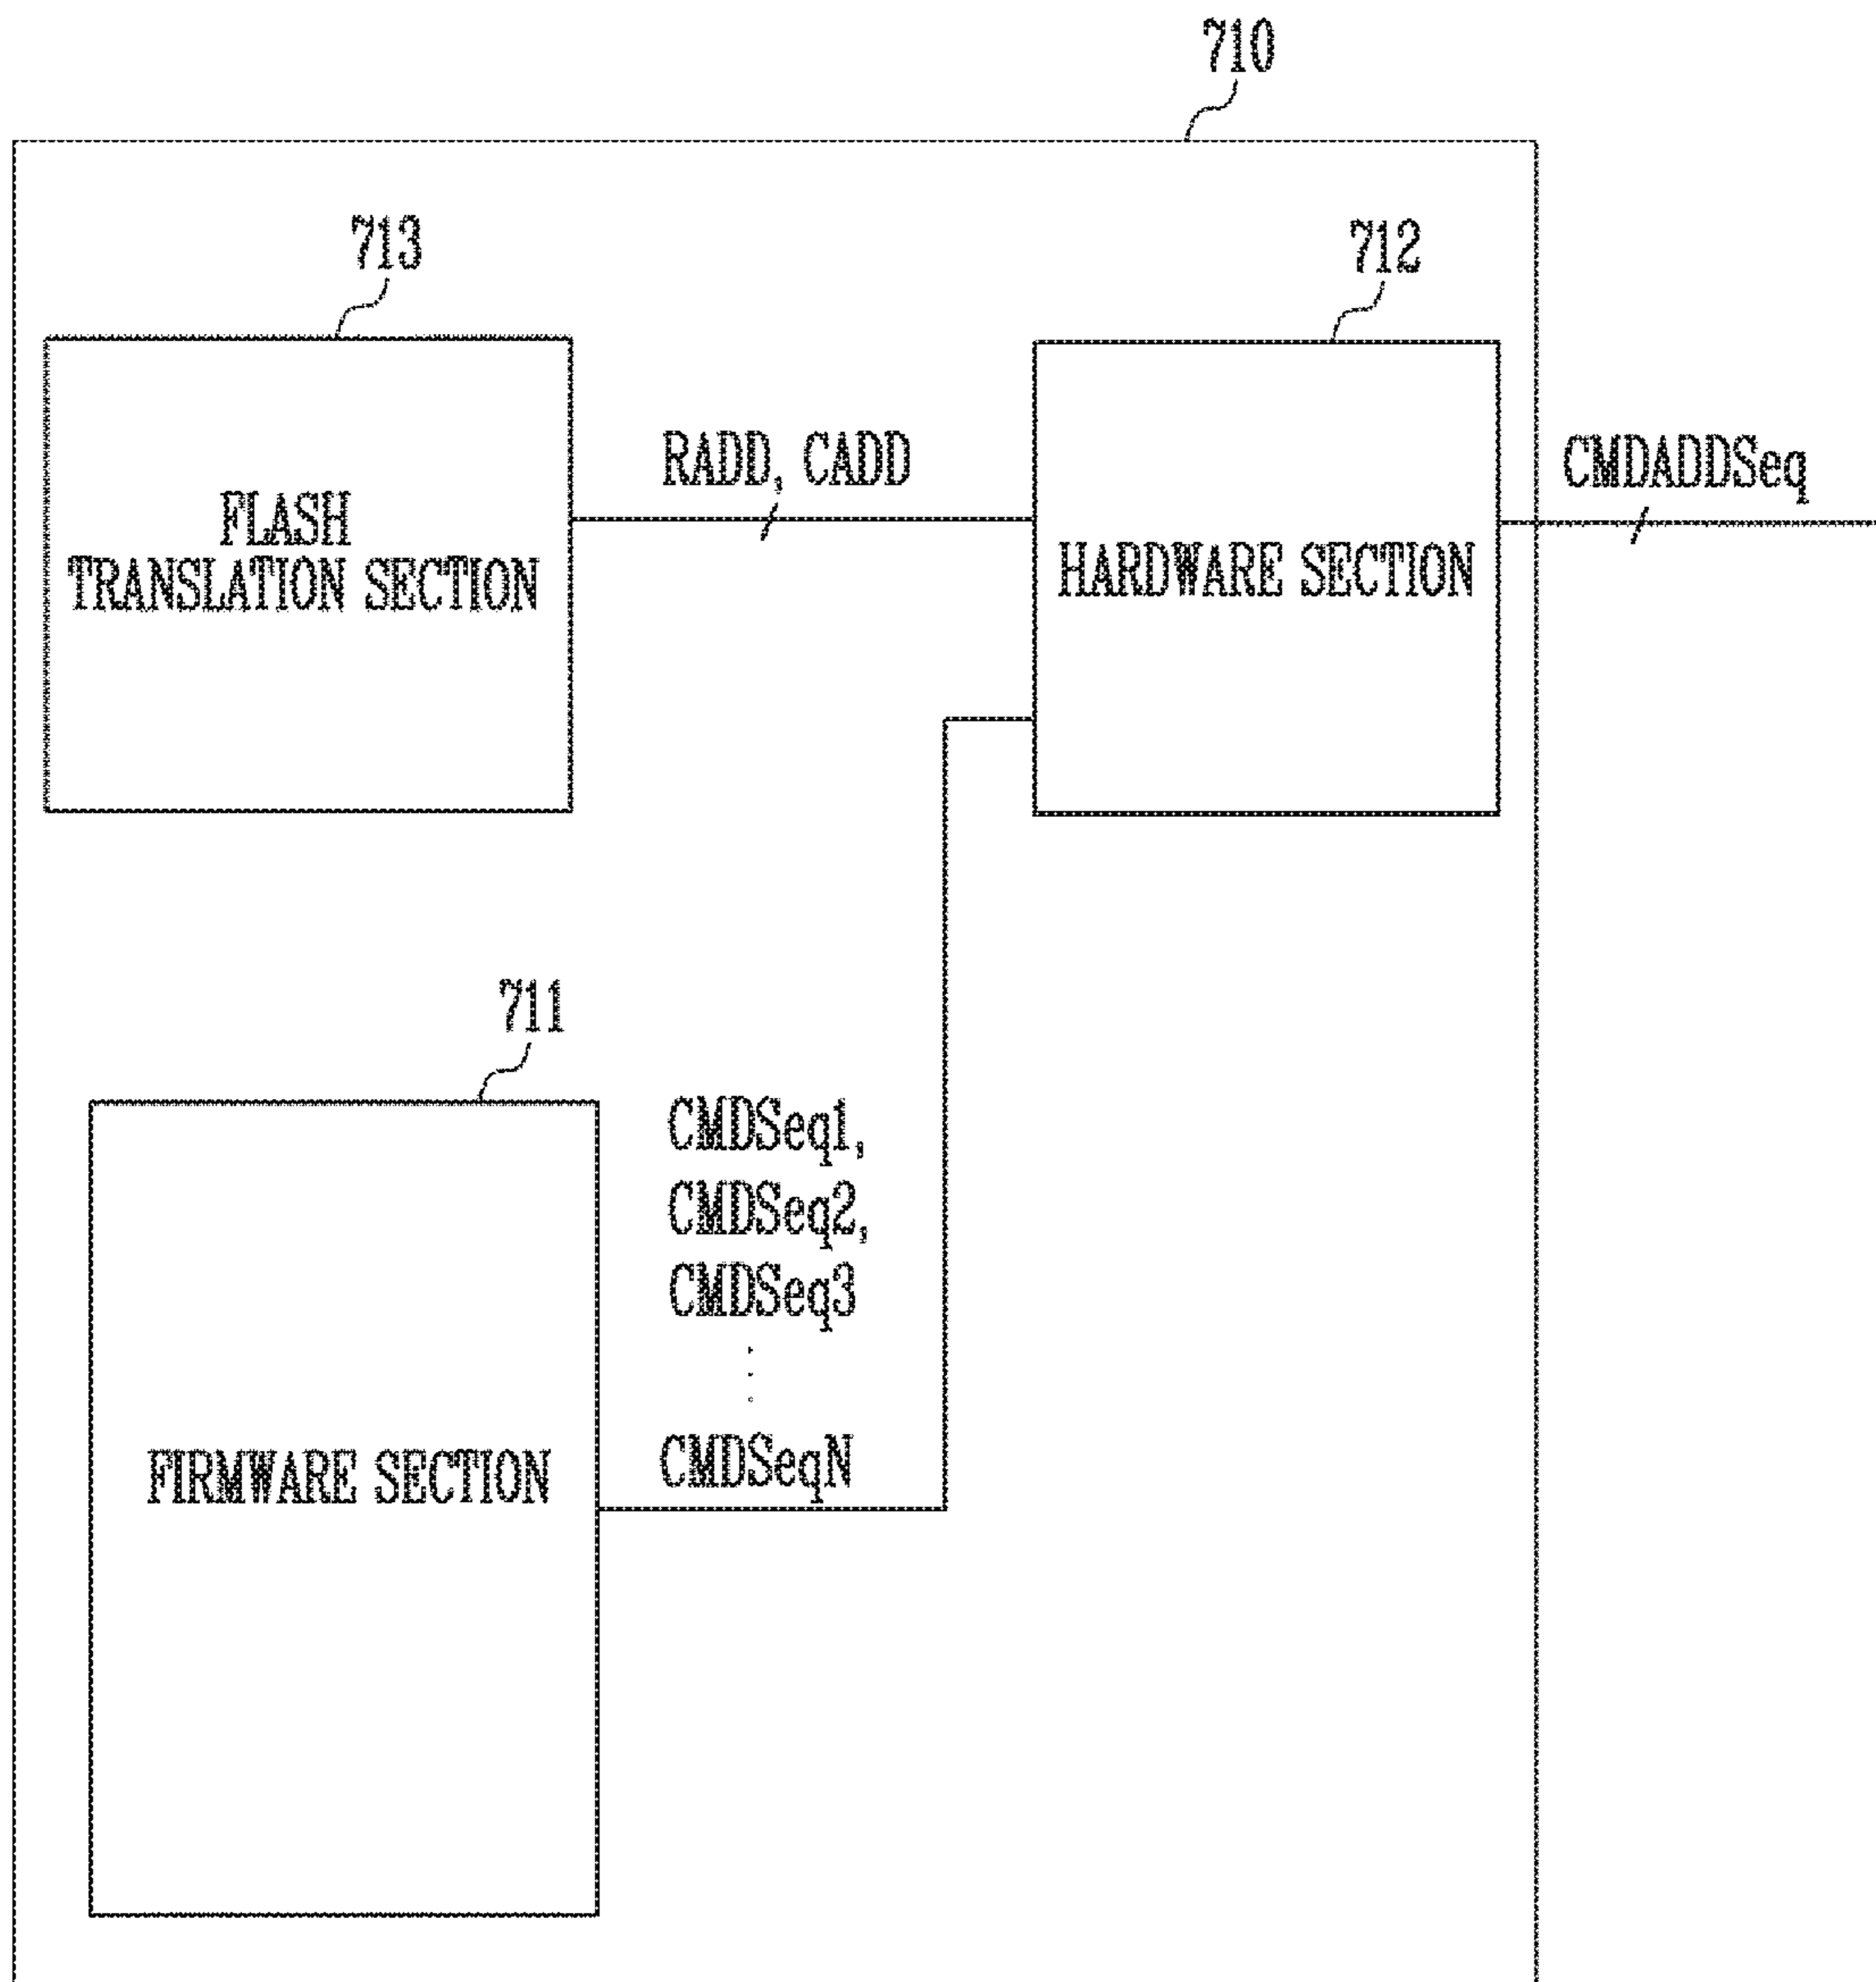 710
713
712
RADD, CADD
CMDADDSeq
FLASH
TRANSLATION SECTION
HARDWARE SECTION
711
CMDSeq1,
CMDSeq2,
CMDSeq3
CMDSeqN
FIRMWARE SECTION